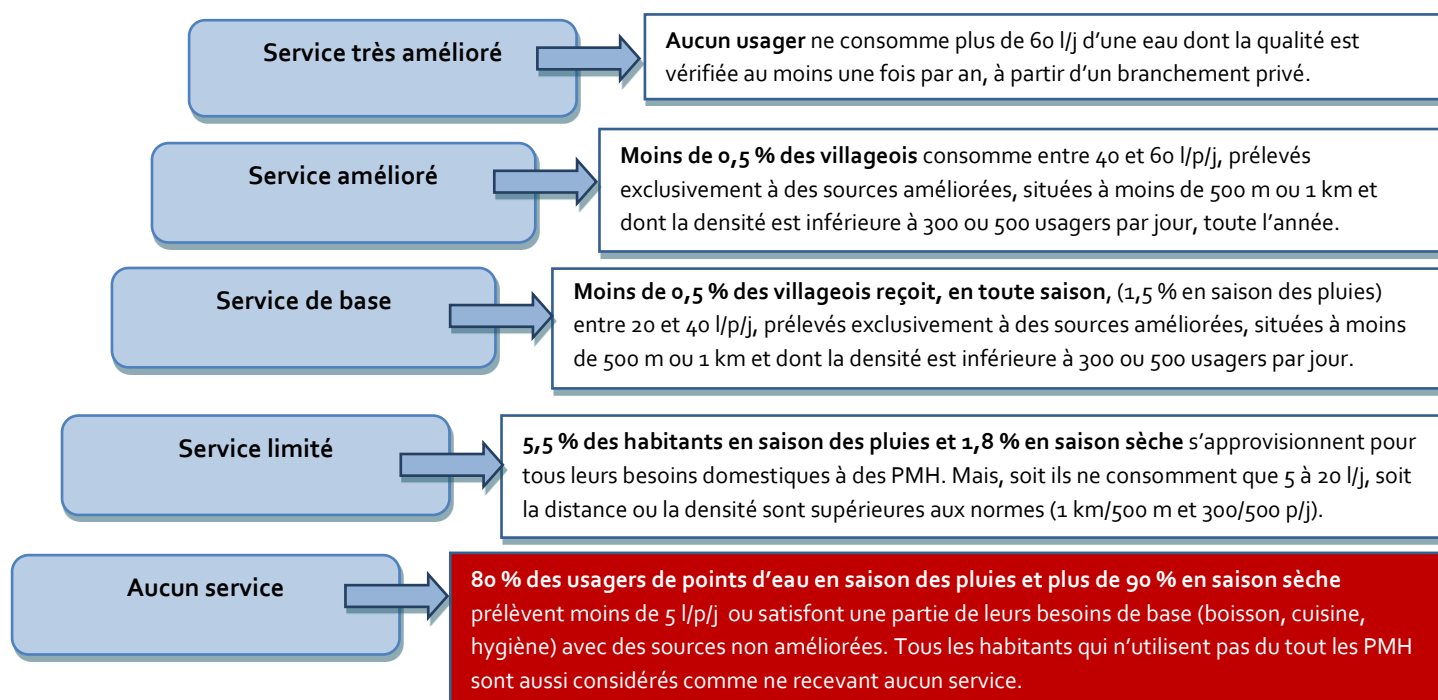 Service très amélioré
Aucun usager ne consomme plus de 60 l/j d’une eau dont la qualité est
vérifiée au moins une fois par an, à partir d’un branchement privé.
Service amélioré
Moins de 0,5 % des villageois consomme entre 40 et 60 l/p/j, prélevés
exclusivement à des sources améliorées, situées à moins de 500 m ou 1 km et
dont la densité est inférieure à 300 ou 500 usagers par jour, toute l’année.
Service de base
Moins de 0,5 % des villageois reçoit, en toute saison, (1,5 % en saison des pluies)
entre 20 et 40 l/p/j, prélevés exclusivement à des sources améliorées, situées à moins
de 500 m ou 1 km et dont la densité est inférieure à 300 ou 500 usagers par jour.
Service limité
5,5 % des habitants en saison des pluies et 1,8 % en saison sèche s’approvisionnent pour
tous leurs besoins domestiques à des PMH. Mais, soit ils ne consomment que 5 à 20 l/j, soit
la distance ou la densité sont supérieures aux normes (1 km/500 m et 300/500 p/j).
Aucun service
80 % des usagers de points d’eau en saison des pluies et plus de 90 % en saison sèche
prélèvent moins de 5 l/p/j ou satisfont une partie de leurs besoins de base (boisson, cuisine,
hygiène) avec des sources non améliorées. Tous les habitants qui n’utilisent pas du tout les PMH
sont aussi considérés comme ne recevant aucun service.